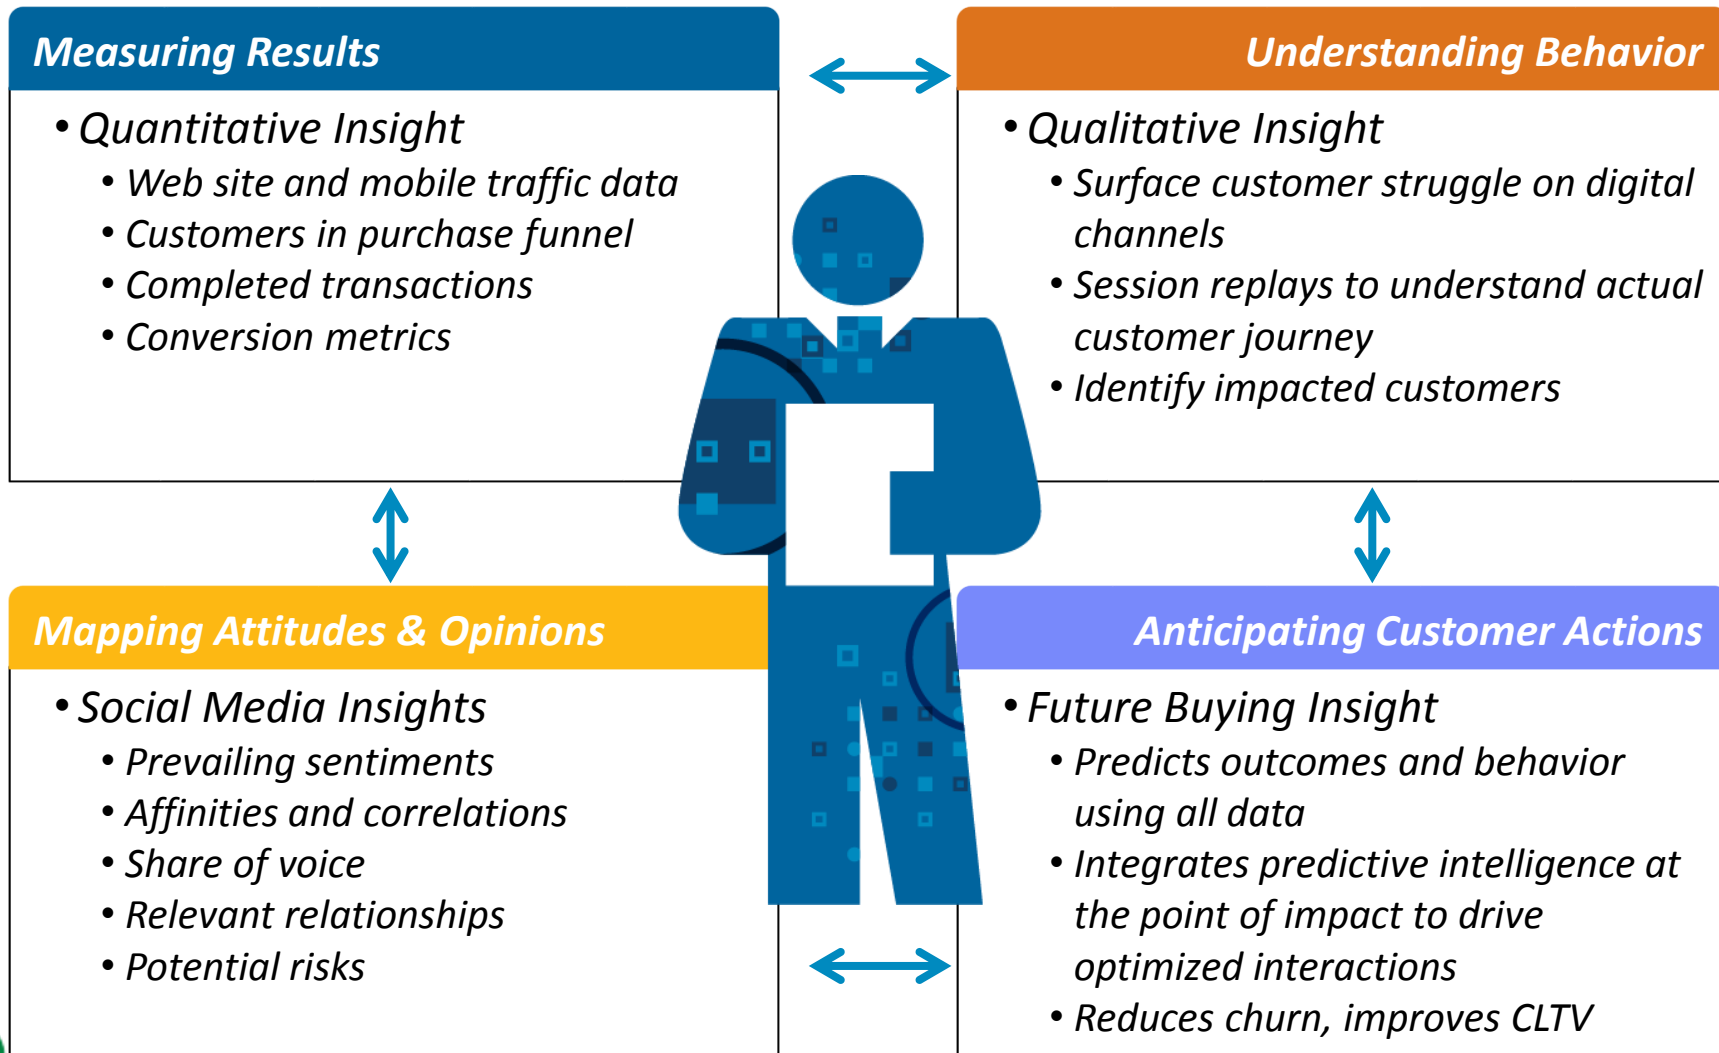 Measuring Results
• Quantitative Insight
• Web site and mobile traffic data
• Customers in purchase funnel
• Completed transactions
• Conversion metrics
Understanding Behavior
• Qualitative Insight
• Surface customer struggle on digital
channels
• Session replays to understand actual
customer journey
• Identify impacted customers
Mapping Attitudes & Opinions
• Social Media Insights
• Prevailing sentiments
• Affinities and correlations
• Share of voice
• Relevant relationships
• Potential risks
Anticipating Customer Actions
• Future Buying Insight
• Predicts outcomes and behavior
using all data
• Integrates predictive intelligence at
the point of impact to drive
optimized interactions
• Reduces churn, improves CLTV